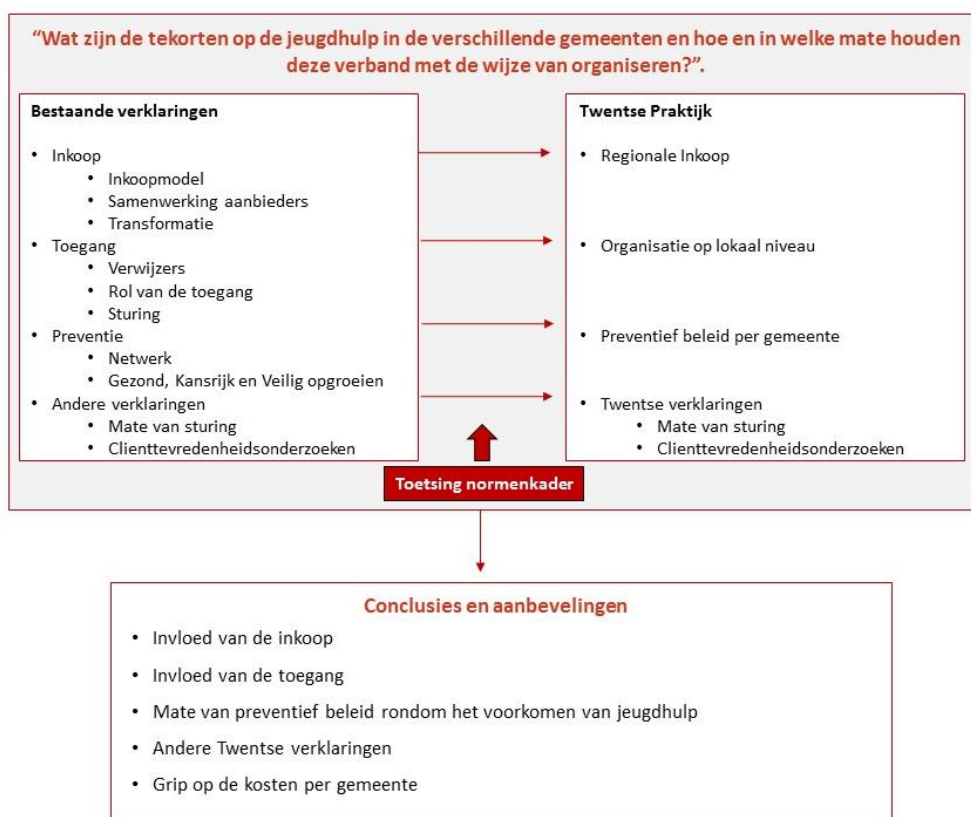 “Wat zijn de tekorten op de jeugdhulp in de verschillende gemeenten en hoe en in welke mate houden
deze verband met de wijze van organiseren?”.
Bestaande verklaringen
• Inkoop
• Inkoopmodel
• Samenwerking aanbieders
• Transformatie
• Toegang
• Verwijzers
• Rol van de toegang
• Sturing
• Preventie
• Netwerk
• Gezond, Kansrijk en Veilig opgroeien
• Andere verklaringen
• Mate van sturing
• Clienttevredenheidsonderzoeken
Twentse Praktijk
• Regionale Inkoop
• Organisatie op lokaal niveau
• Preventief beleid per gemeente
• Twentse verklaringen
• Mate van sturing
• Clienttevredenheidsonderzoeken
Toetsing normenkader
Conclusies en aanbevelingen
• Invloed van de inkoop
• Invloed van de toegang
• Mate van preventief beleid rondom het voorkomen van jeugdhulp
• Andere Twentse verklaringen
• Grip op de kosten per gemeente